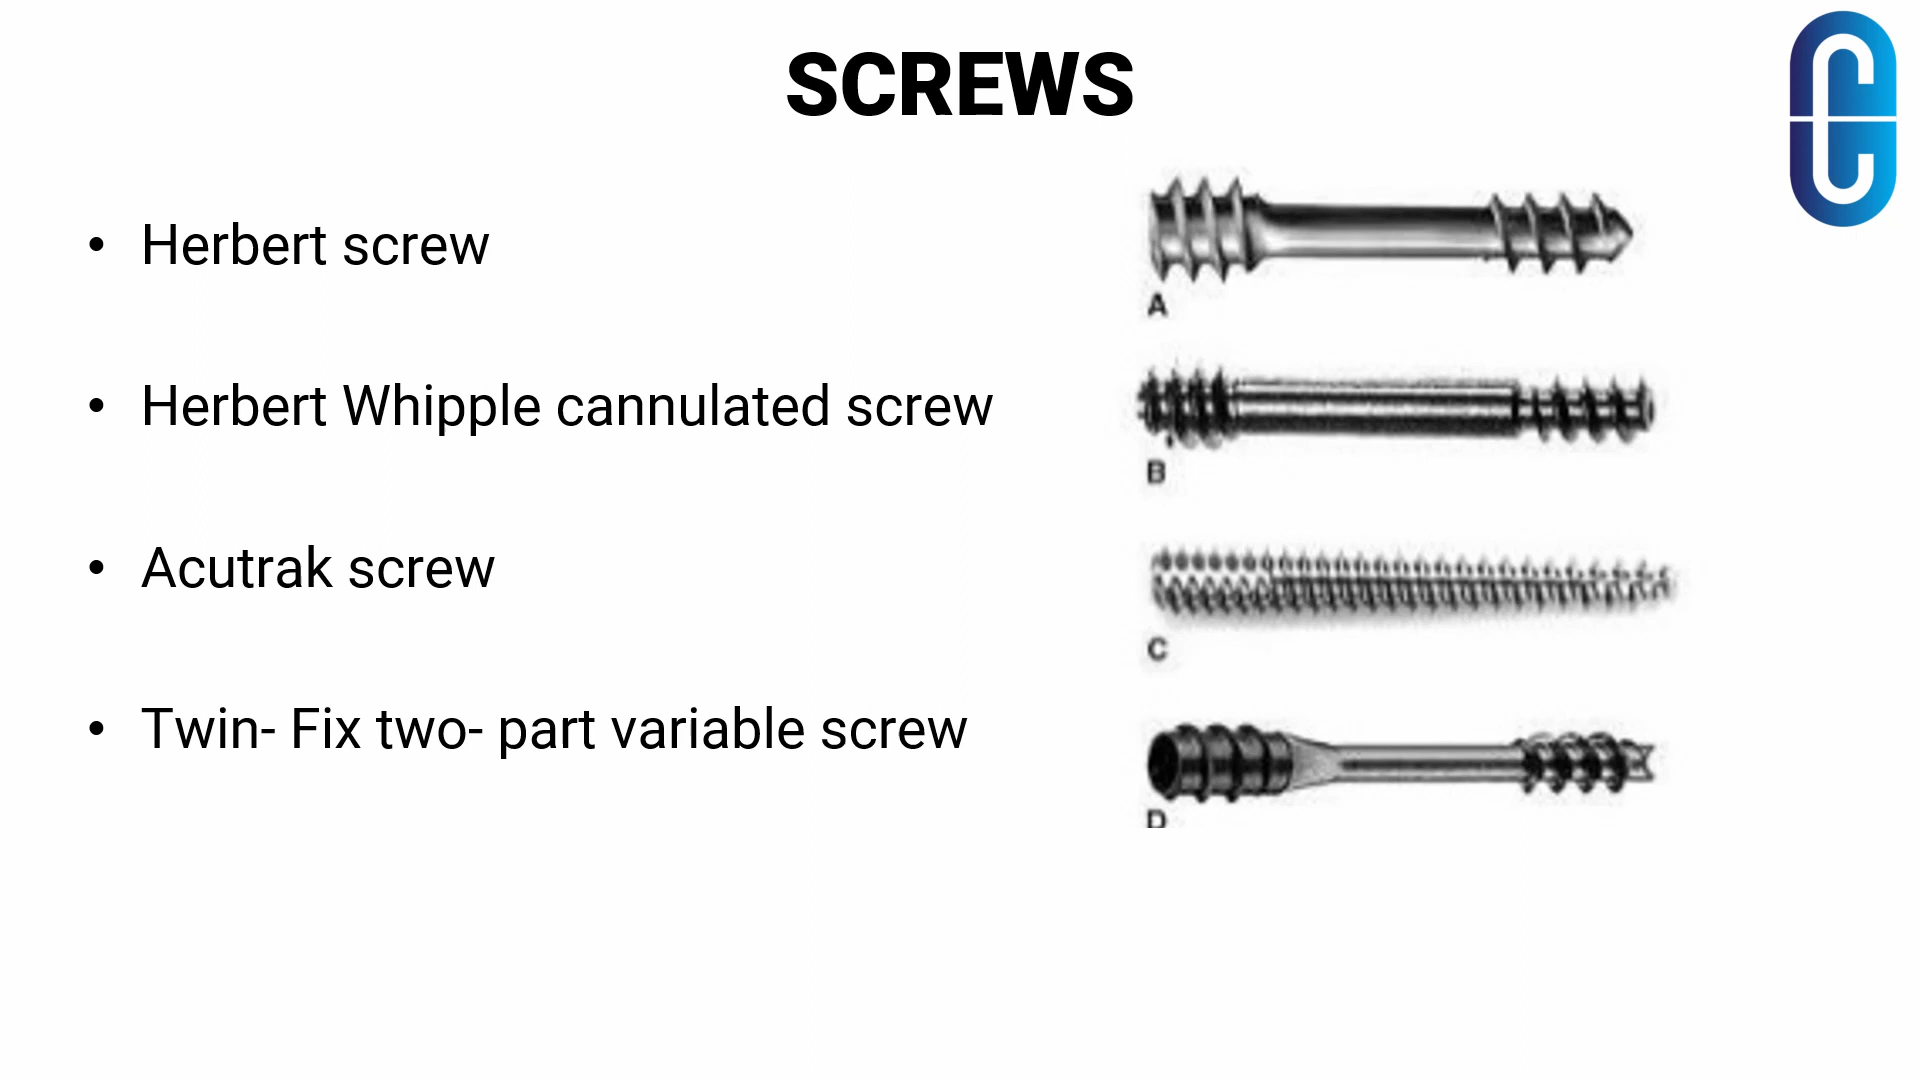 SCREWS
• Herbert screw
• Herbert Whipple cannulated screw
• Acutrak screw
• Twin- Fix two- part variable screw
A
B
C
D